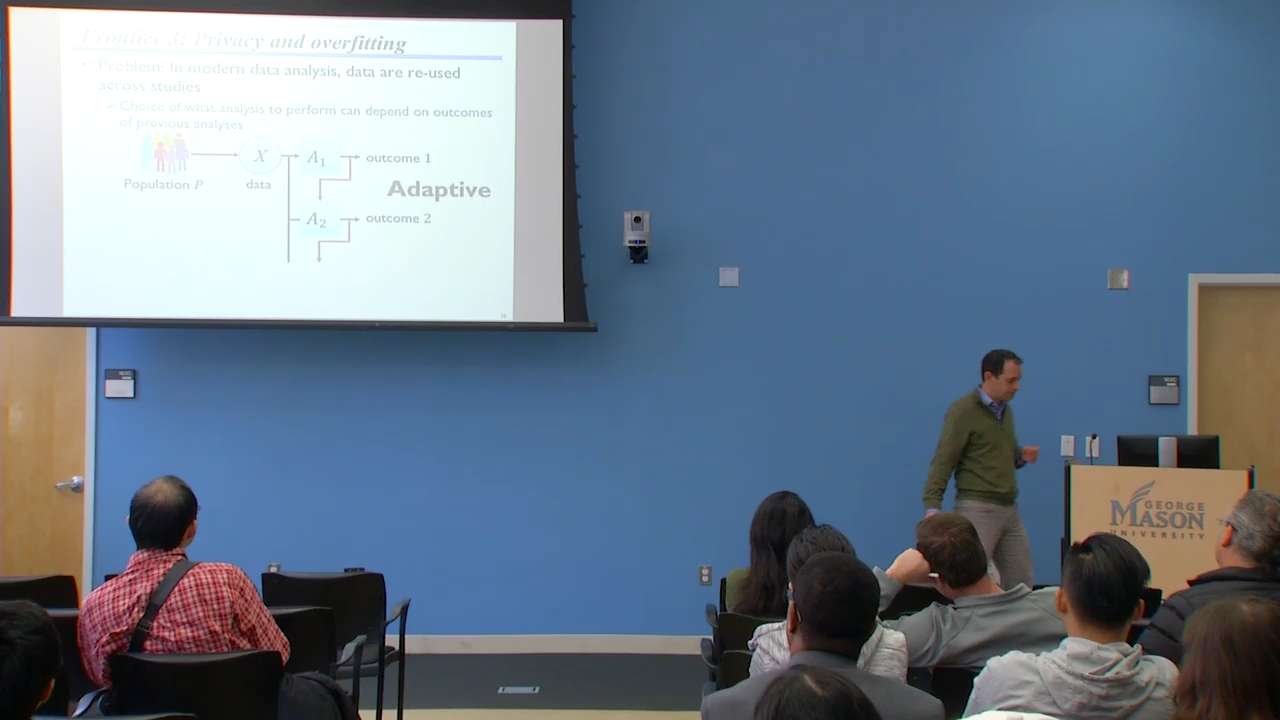 Frontier 3: Privacy and overfitting
Problem: In modern data analysis, data are re-used
across studies
Choice of what analysis to perform can depend on outcomes
of previous analyses
X
A1
outcome 1
Population P
data
Adaptive
A2
outcome 2
GEORGE
MASON
UNIVERSITY